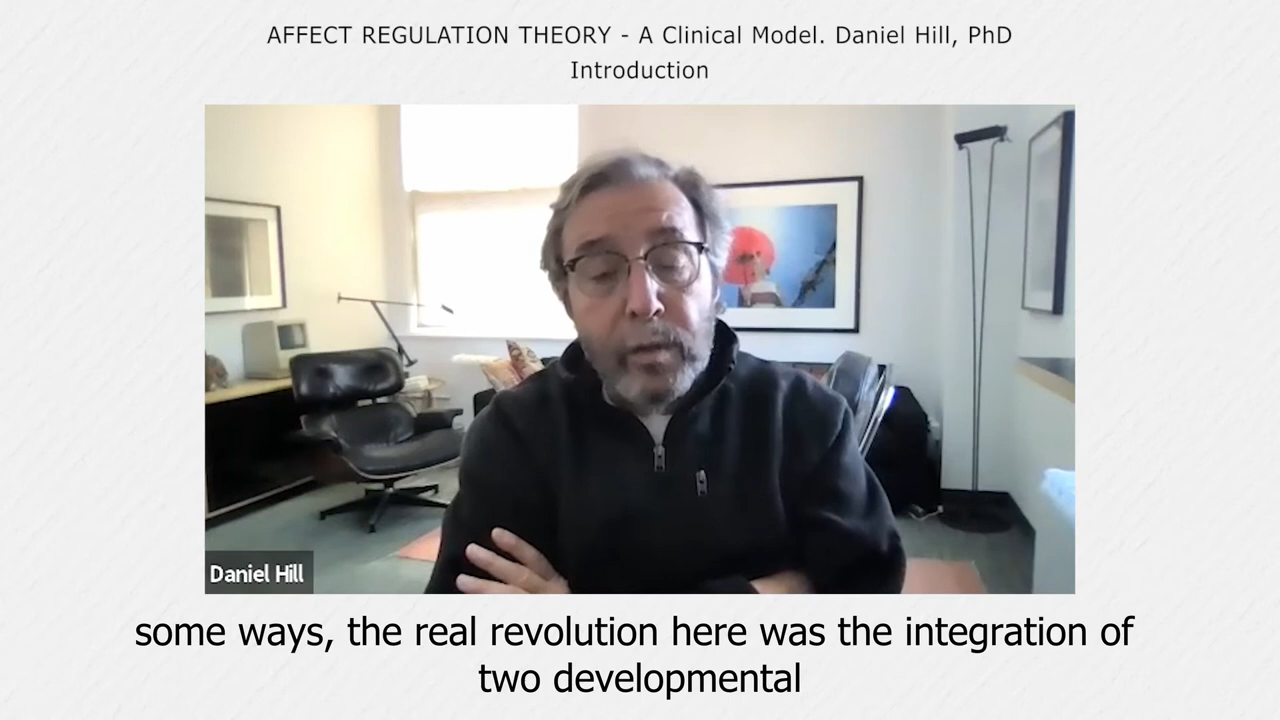 AFFECT REGULATION THEORY - A Clinical Model. Daniel Hill, PhD
Introduction
Daniel Hill
some ways, the real revolution here was the integration of
two developmental